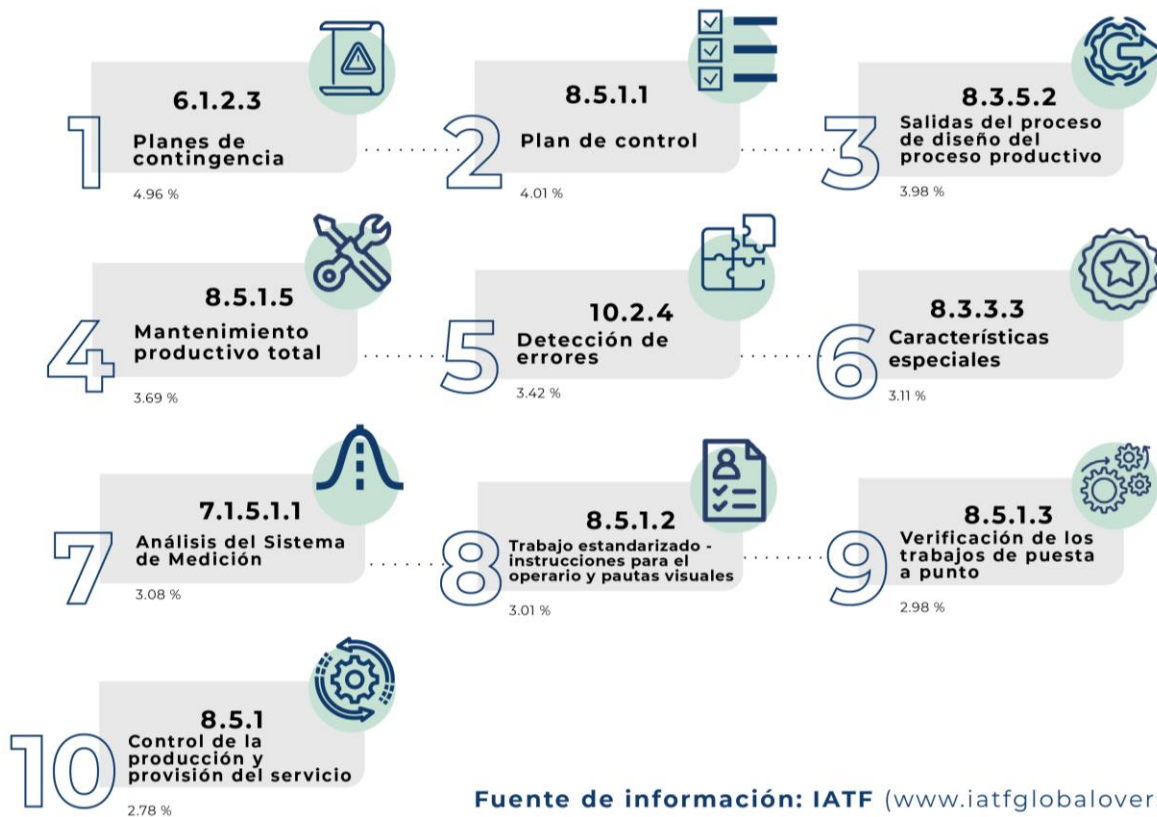 1
6.1.2.3
Planes de
contingencia
4.96 %
2
8.5.1.1
Plan de control
4.01 %
3
8.3.5.2
Salidas del proceso
de diseño del
proceso productivo
3.98 %
4
8.5.1.5
Mantenimiento
productivo total
3.69 %
5
10.2.4
Detección de
errores
3.42 %
6
8.3.3.3
Características
especiales
3.11 %
7
7.1.5.1.1
Análisis del Sistema
de Medición
3.08 %
8
8.5.1.2
Trabajo estandarizado -
instrucciones para el
operario y pautas visuales
3.01 %
9
8.5.1.3
Verificación de los
trabajos de puesta
a punto
2.98 %
10
8.5.1
Control de la
producción y
provisión del servicio
2.78 %
Fuente de información: IATF (www.iatfglobalovers